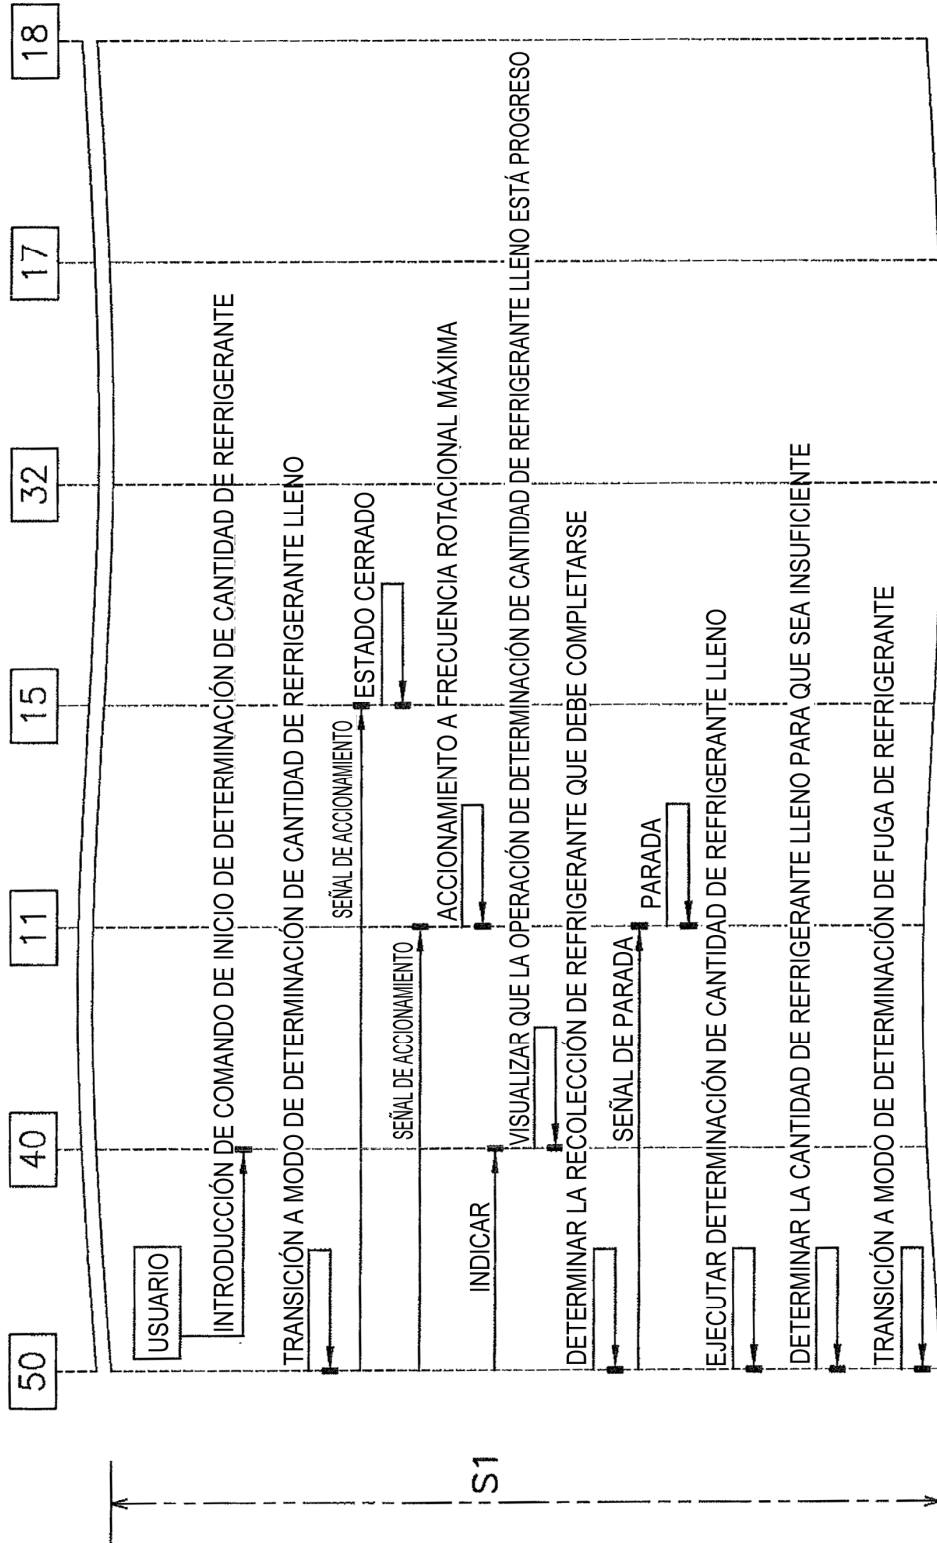 50
40
11
15
32
17
18
USUARIO
INTRODUCCIÓN DE COMANDO DE INICIO DE DETERMINACIÓN DE CANTIDAD DE REFRIGERANTE
TRANSICIÓN A MODO DE DETERMINACIÓN DE CANTIDAD DE REFRIGERANTE LLENO
SEÑAL DE ACCIONAMIENTO
ESTADO CERRADO
SEÑAL DE ACCIONAMIENTO
ACCIONAMIENTO A FRECUENCIA ROTACIONAL MÁXIMA
INDICAR
VISUALIZAR QUE LA OPERACIÓN DE DETERMINACIÓN DE CANTIDAD DE REFRIGERANTE LLENO ESTÁ PROGRESO
DETERMINAR LA RECOLECCIÓN DE REFRIGERANTE QUE DEBE COMPLETARSE
SEÑAL DE PARADA
PARADA
EJECUTAR DETERMINACIÓN DE CANTIDAD DE REFRIGERANTE LLENO
DETERMINAR LA CANTIDAD DE REFRIGERANTE LLENO PARA QUE SEA INSUFICIENTE
TRANSICIÓN A MODO DE DETERMINACIÓN DE FUGA DE REFRIGERANTE
S1